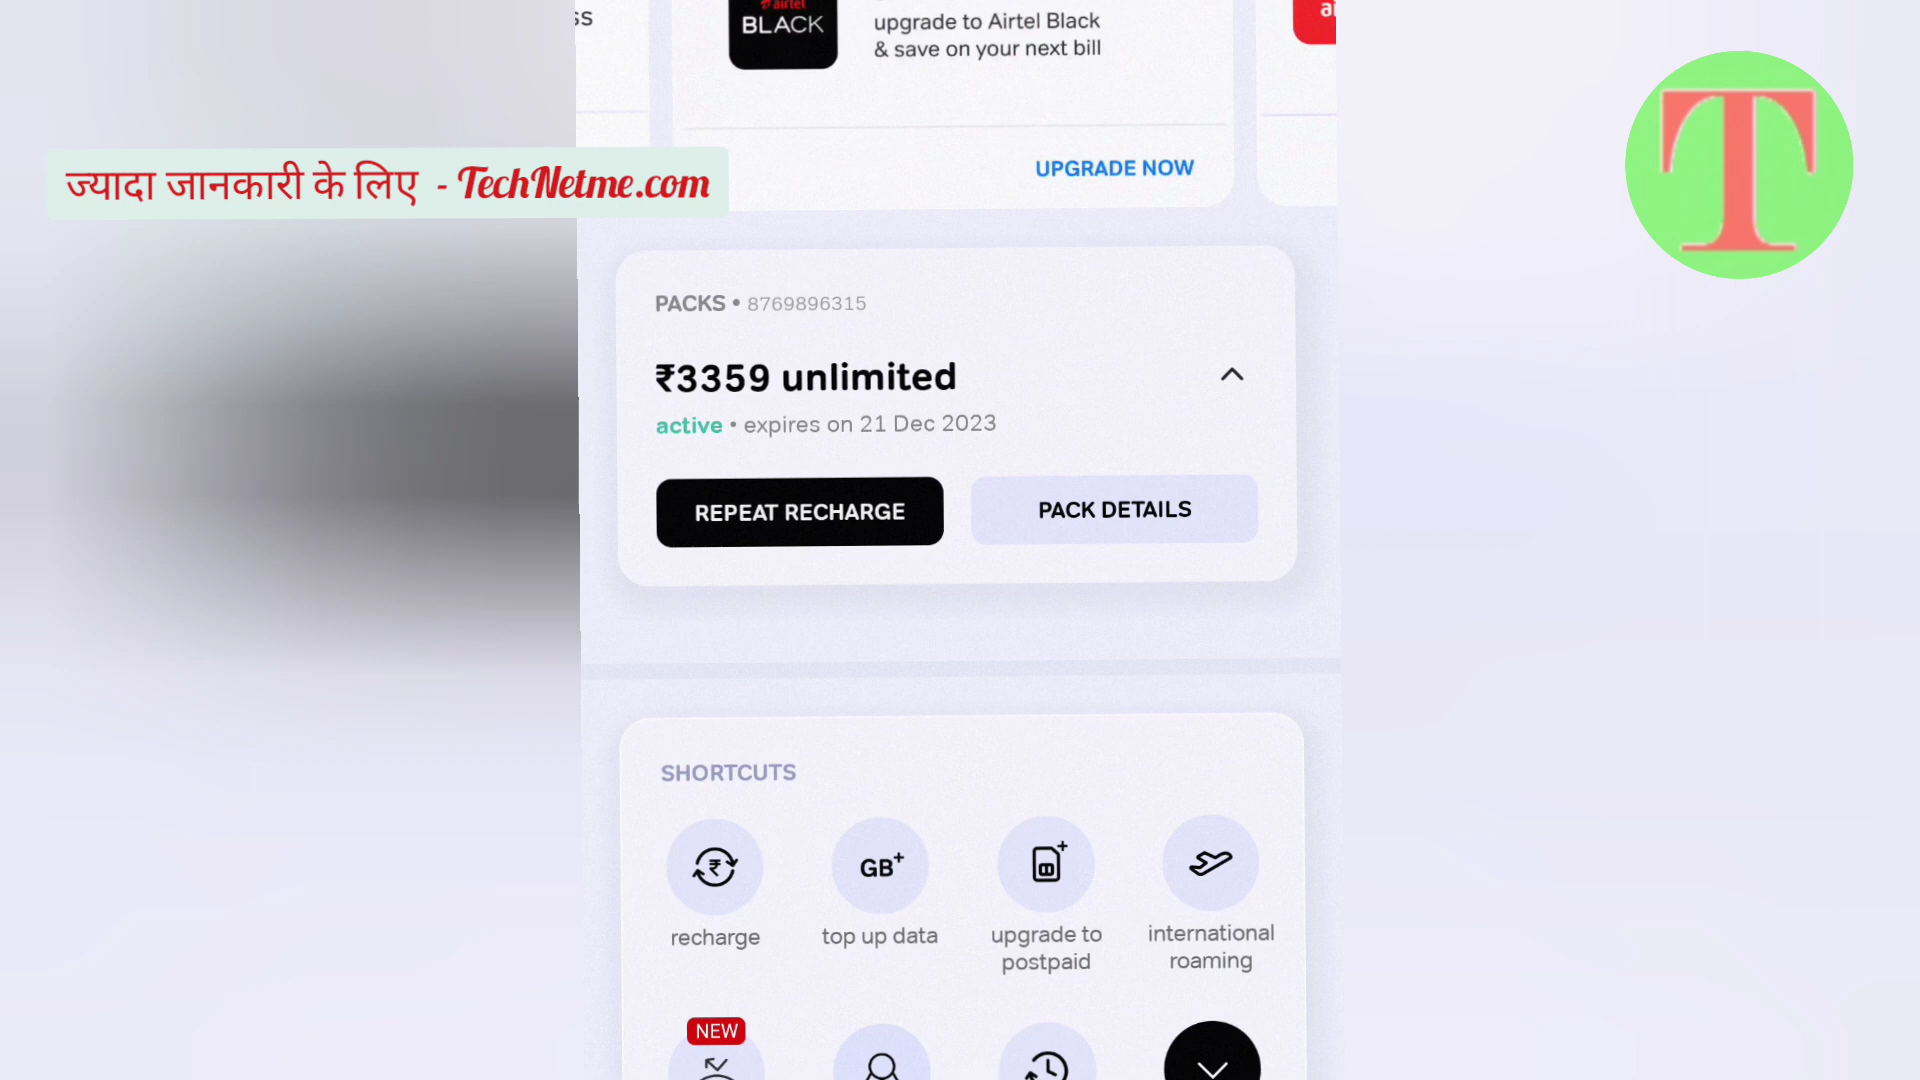 airtel
BLACK
upgrade to Airtel Black
& save on your next bill
UPGRADE NOW
ज्यादा जानकारी के लिए - TechNetme.com
T
PACKS • 8769896315
₹3359 unlimited
active • expires on 21 Dec 2023
REPEAT RECHARGE
PACK DETAILS
SHORTCUTS
₹
GB+
recharge
top up data
upgrade to
postpaid
international
roaming
NEW